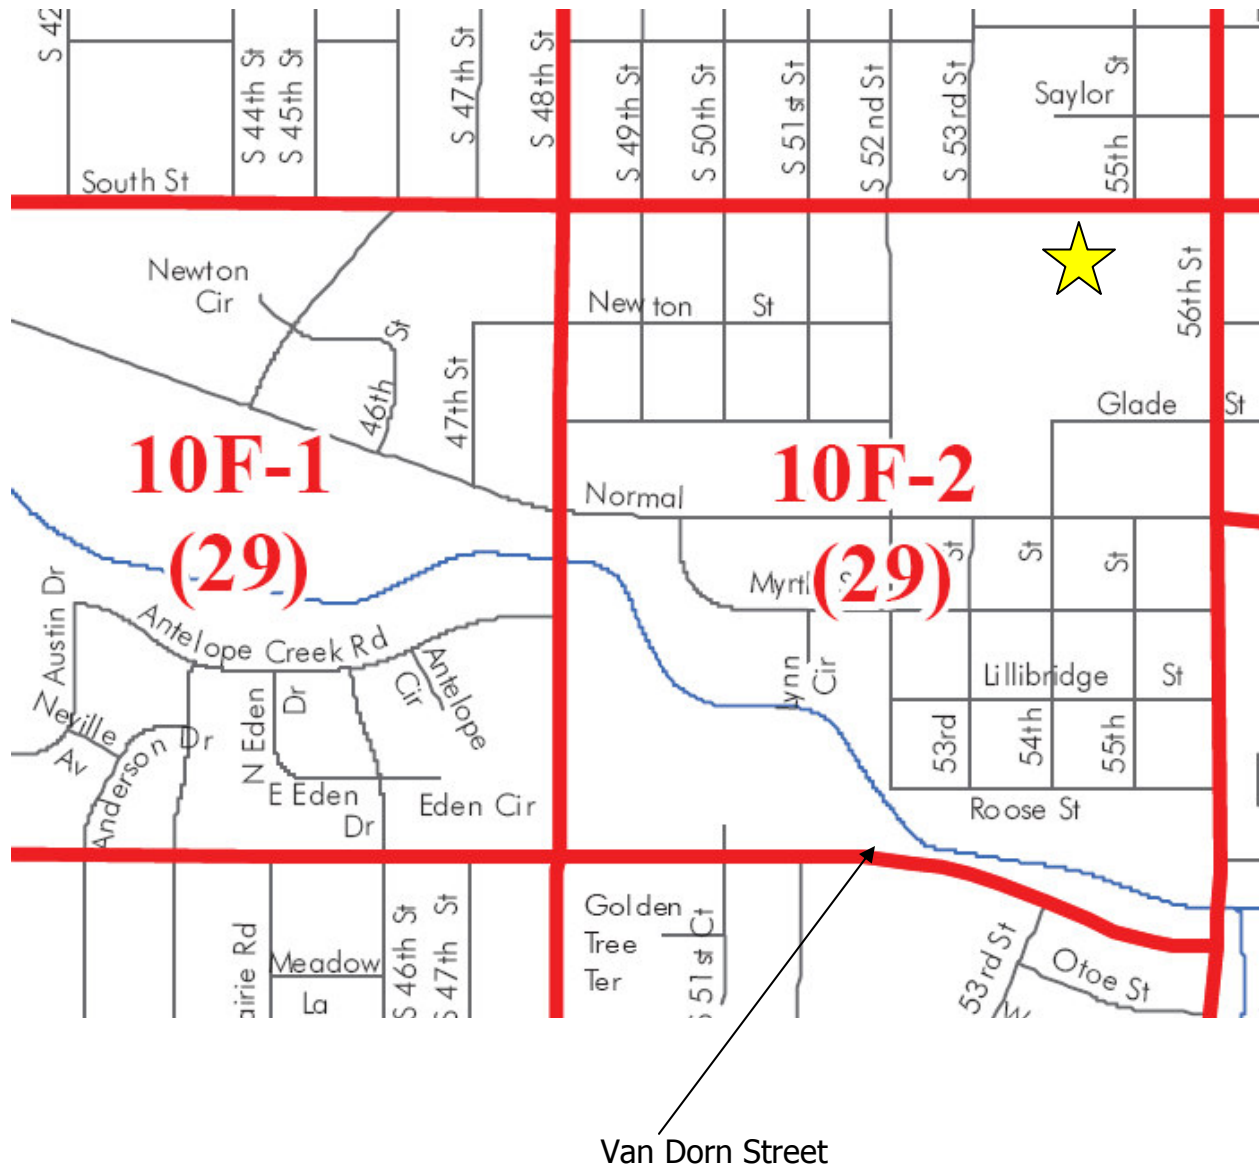 S 42
S 44th St
S 45th St
S 47th St
S 48th St
S 49th St
S 50th St
S 51st St
S 52nd St
S 53rd St
Saylor
55th St
South St
Newton
Cir
46th St
47th St
Newton St
56th St
Glade St
10F-1
(29)
10F-2
(29)
Normal
Myrtl
St
St
St
N Austin Dr
Antelope Creek Rd
Antelope
Cir
Lynn
Cir
Lillibridge St
Neville
Av
Anderson Dr
N Eden
Dr
E Eden
Dr
Eden Cir
53rd
54th
55th
Roose St
Golden
Tree
Ter
S 51st Ct
airie Rd
Meadow
La
S 46th St
S 47th St
53rd St
Otoe St
W
Van Dorn Street